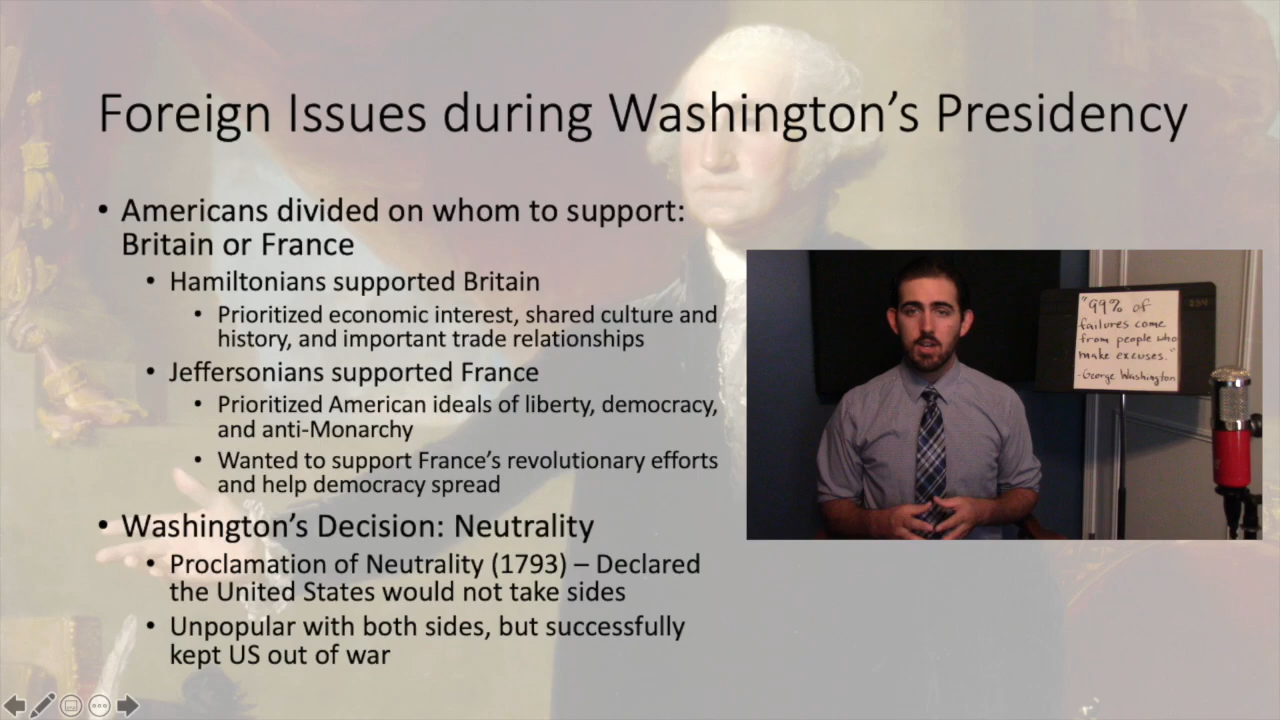 Foreign Issues during Washington's Presidency
• Americans divided on whom to support:
Britain or France
• Hamiltonians supported Britain
• Prioritized economic interest, shared culture and
history, and important trade relationships
• Jeffersonians supported France
• Prioritized American ideals of liberty, democracy,
and anti-Monarchy
• Wanted to support France's revolutionary efforts
and help democracy spread
• Washington's Decision: Neutrality
• Proclamation of Neutrality (1793) – Declared
the United States would not take sides
• Unpopular with both sides, but successfully
kept US out of war
"99% of
failures come
from people who
make excuses."
-George Washington